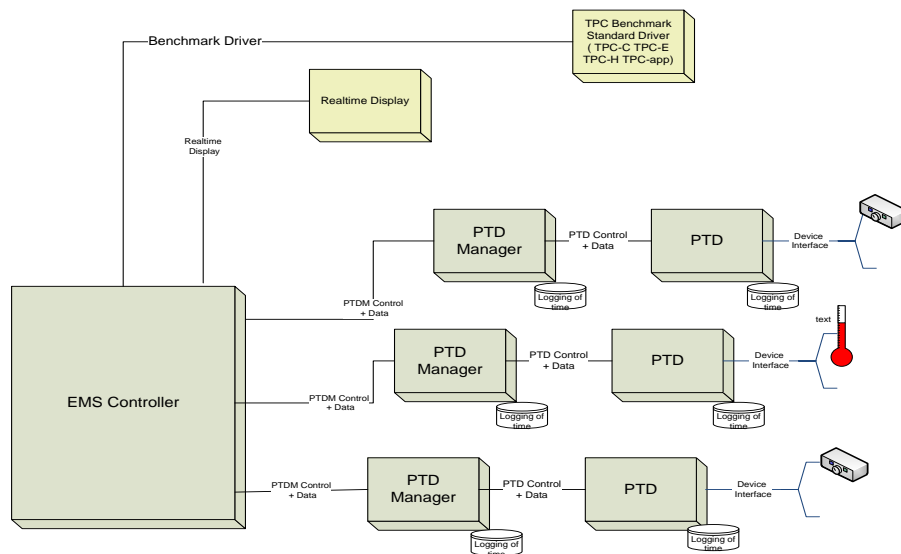 TPC Benchmark
Standard Driver
( TPC-C TPC-E
TPC-H TPC-app)
Benchmark Driver
Realtime Display
Realtime
Display
PTD
Manager
PTD Control
+ Data
PTD
Device
Interface
Logging of
time
Logging of
time
PTDM Control
+ Data
text
PTD
Manager
PTD Control
+ Data
PTD
Device
Interface
EMS Controller
PTDM Control
+ Data
Logging of
time
Logging of
time
PTD
Manager
PTD Control
+ Data
PTD
Device
Interface
PTDM Control
+ Data
Logging of
time
Logging of
time